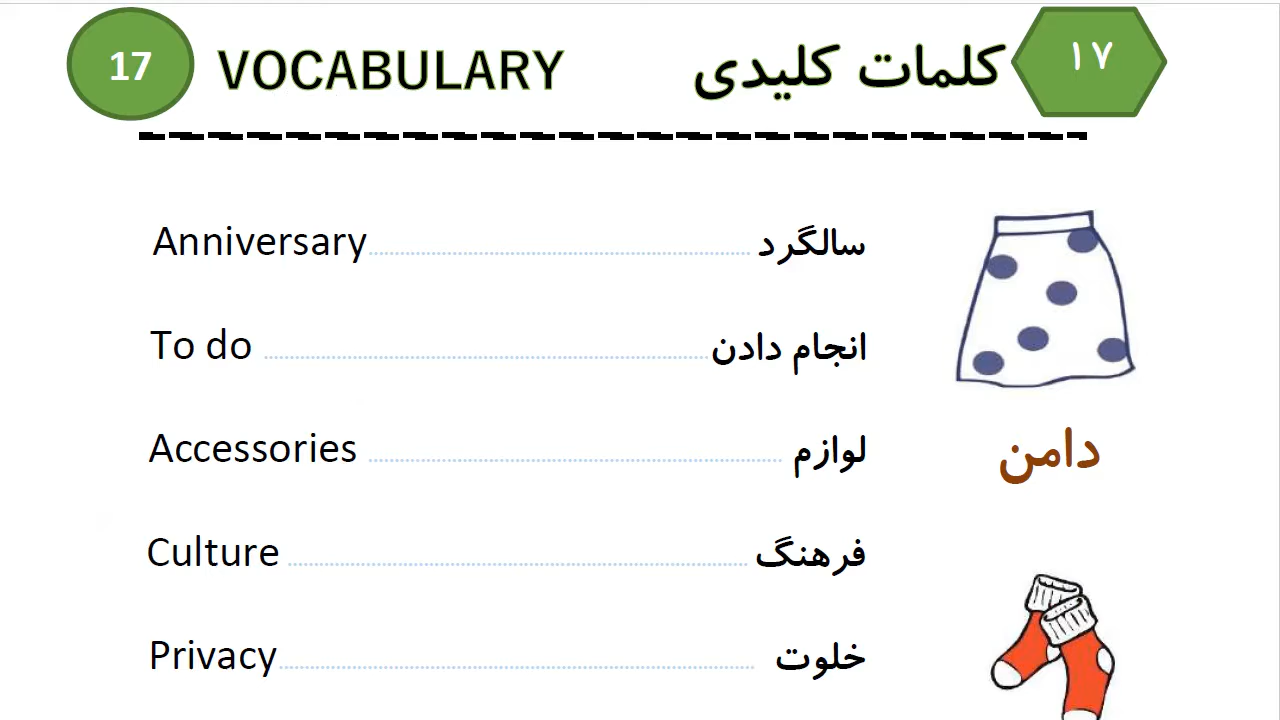 17 VOCABULARY کلمات کلیدی ۱۷
Anniversary سالگرد
To do انجام دادن
Accessories لوازم
دامن
Culture فرهنگ
Privacy خلوت